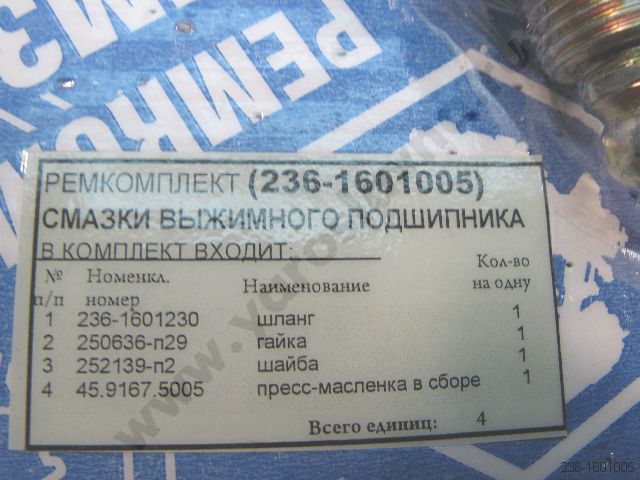 РЕМКОМ
РЕМКОМПЛЕКТ (236-1601005)
СМАЗКИ ВЫЖИМНОГО ПОДШИПНИКА
В КОМПЛЕКТ ВХОДИТ:
№ п/п Номенкл. номер Наименование Кол-во на одну
1 236-1601230 шланг 1
2 250636-п29 гайка 1
3 252139-п2 шайба 1
4 45.9167.5005 пресс-масленка в сборе 1
Всего единиц: 4
236-1601005